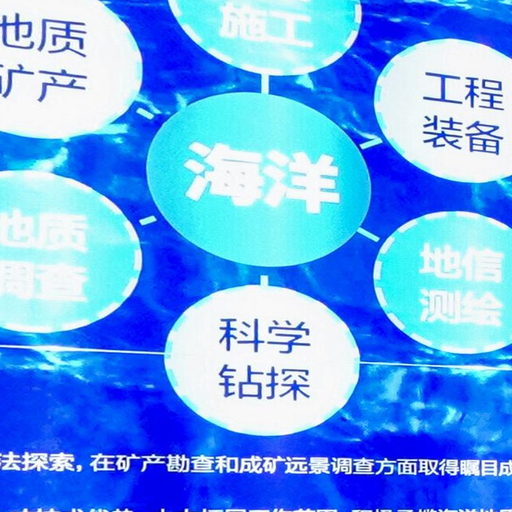 施工
地质
矿产
工程
装备
海洋
地质
调查
地信
测绘
科学
钻探
法探索，在矿产勘查和成矿远景调查方面取得瞩目成